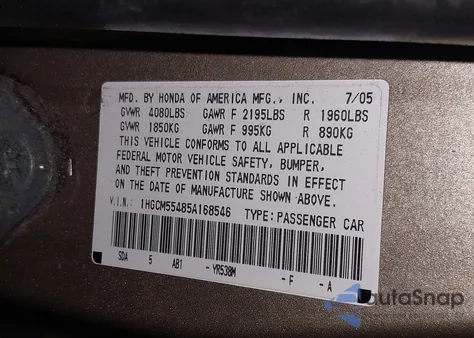 MFD. BY HONDA OF AMERICA MFG., INC. 7/05
GVWR 4080LBS GAWR F 2195LBS R 1960LBS
GVWR 1850KG GAWR F 995KG R 890KG
THIS VEHICLE CONFORMS TO ALL APPLICABLE
FEDERAL MOTOR VEHICLE SAFETY, BUMPER,
AND THEFT PREVENTION STANDARDS IN EFFECT
ON THE DATE OF MANUFACTURE SHOWN ABOVE.
V.I.N.: 1HGCM55485A168546 TYPE: PASSENGER CAR
SDA 5 AB1 -YR538M -F -A
AutaSnap